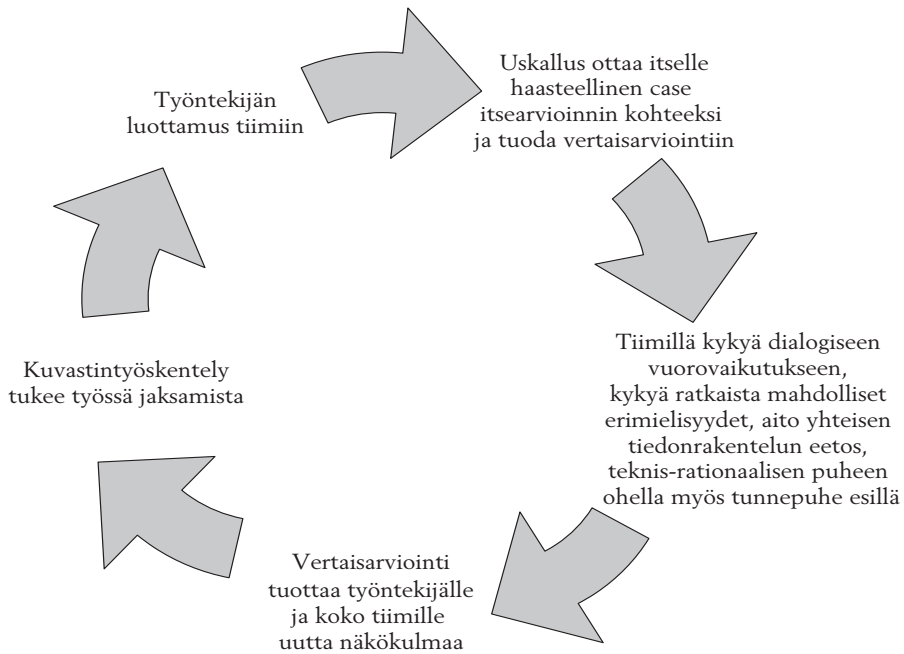 Työntekijän
luottamus tiimiin
Uskallus ottaa itselle
haasteellinen case
itsearvioinnin kohteeksi
ja tuoda vertaisarviointiin
Tiimillä kykyä dialogiseen
vuorovaikutukseen,
kykyä ratkaista mahdolliset
erimielisyydet, aito yhteisen
tiedonrakentelun eetos,
teknis-rationaalisen puheen
ohella myös tunnepuhe esillä
Vertaisarviointi
tuottaa työntekijälle
ja koko tiimille
uutta näkökulmaa
Kuvastintyöskentely
tukee työssä jaksamista